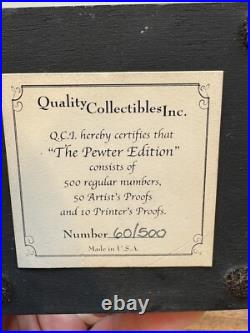 Quality Collectibles Inc.
Q.C.I. hereby certifies that
"The Pewter Edition"
consists of
500 regular numbers,
50 Artist's Proofs
and 10 Printer's Proofs.
Number 60/500
Made in U.S.A.